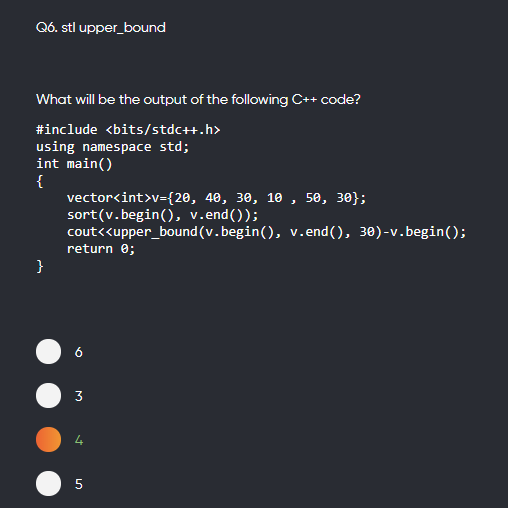 Q6. stl upper_bound
What will be the output of the following C++ code?
#include <bits/stdc++.h>
using namespace std;
int main()
{
    vector<int>v={20, 40, 30, 10 , 50, 30};
    sort(v.begin(), v.end());
    cout<<upper_bound(v.begin(), v.end(), 30)-v.begin();
    return 0;
}
6
3
4
5